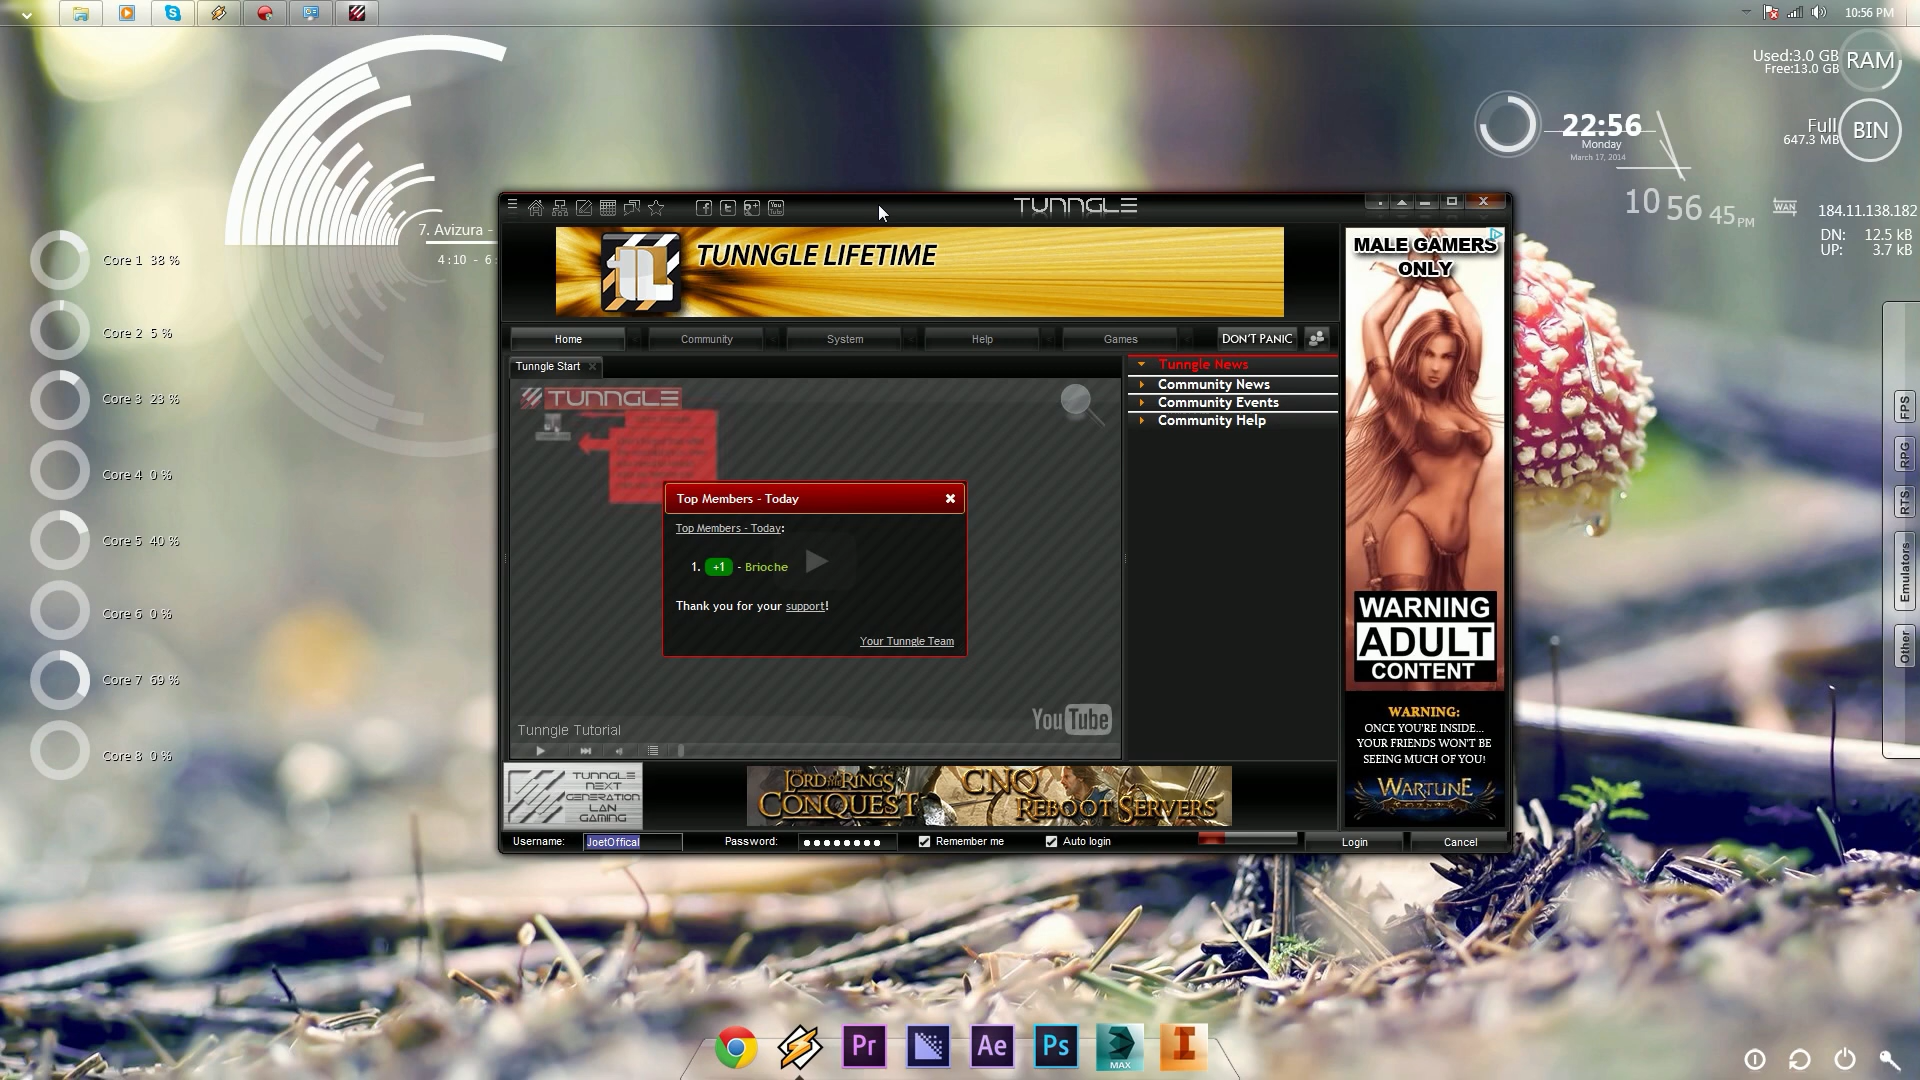 10:56 PM
Used:3.0 GB
Free:13.0 GB
RAM
Full
647.3 MB
BIN
22:56
Monday
March 17, 2014
10 56 45 PM
WAN
184.11.138.182
DN: 12.5 kB
UP: 3.7 kB
7. Avizura -
4:10 - 6:
Core 1 38 %
Core 2 5 %
Core 3 23 %
Core 4 0 %
Core 5 40 %
Core 6 0 %
Core 7 69 %
Core 8 0 %
TUNNGLE
TUNNGLE LIFETIME
Home
Community
System
Help
Games
DON'T PANIC
Tunngle Start
TUNNGLE
Tunngle News
Community News
Community Events
Community Help
Top Members - Today
Top Members - Today:
1. +1 - Brioche
Thank you for your support!
Your Tunngle Team
Tunngle Tutorial
YouTube
TUNNGLE
NEXT
GENERATION
LAN
GAMING
THE LORD OF THE RINGS
CONQUEST
CNQ
REBOOT SERVERS
Username:
JoetOffical
Password:
Remember me
Auto login
Login
Cancel
MALE GAMERS
ONLY
WARNING
ADULT
CONTENT
WARNING:
ONCE YOU'RE INSIDE...
YOUR FRIENDS WON'T BE
SEEING MUCH OF YOU!
WARTUNE
FPS
RPG
RTS
Emulators
Other
Pr
Ae
Ps
MAX
I